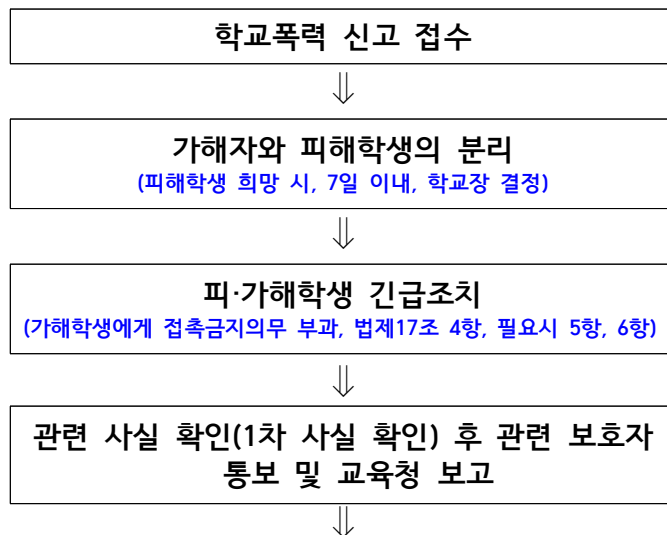 학교폭력 신고 접수
⇓
가해자와 피해학생의 분리
(피해학생 희망 시, 7일 이내, 학교장 결정)
⇓
피·가해학생 긴급조치
(가해학생에게 접촉금지의무 부과, 법제17조 4항, 필요시 5항, 6항)
⇓
관련 사실 확인(1차 사실 확인) 후 관련 보호자
통보 및 교육청 보고
⇓